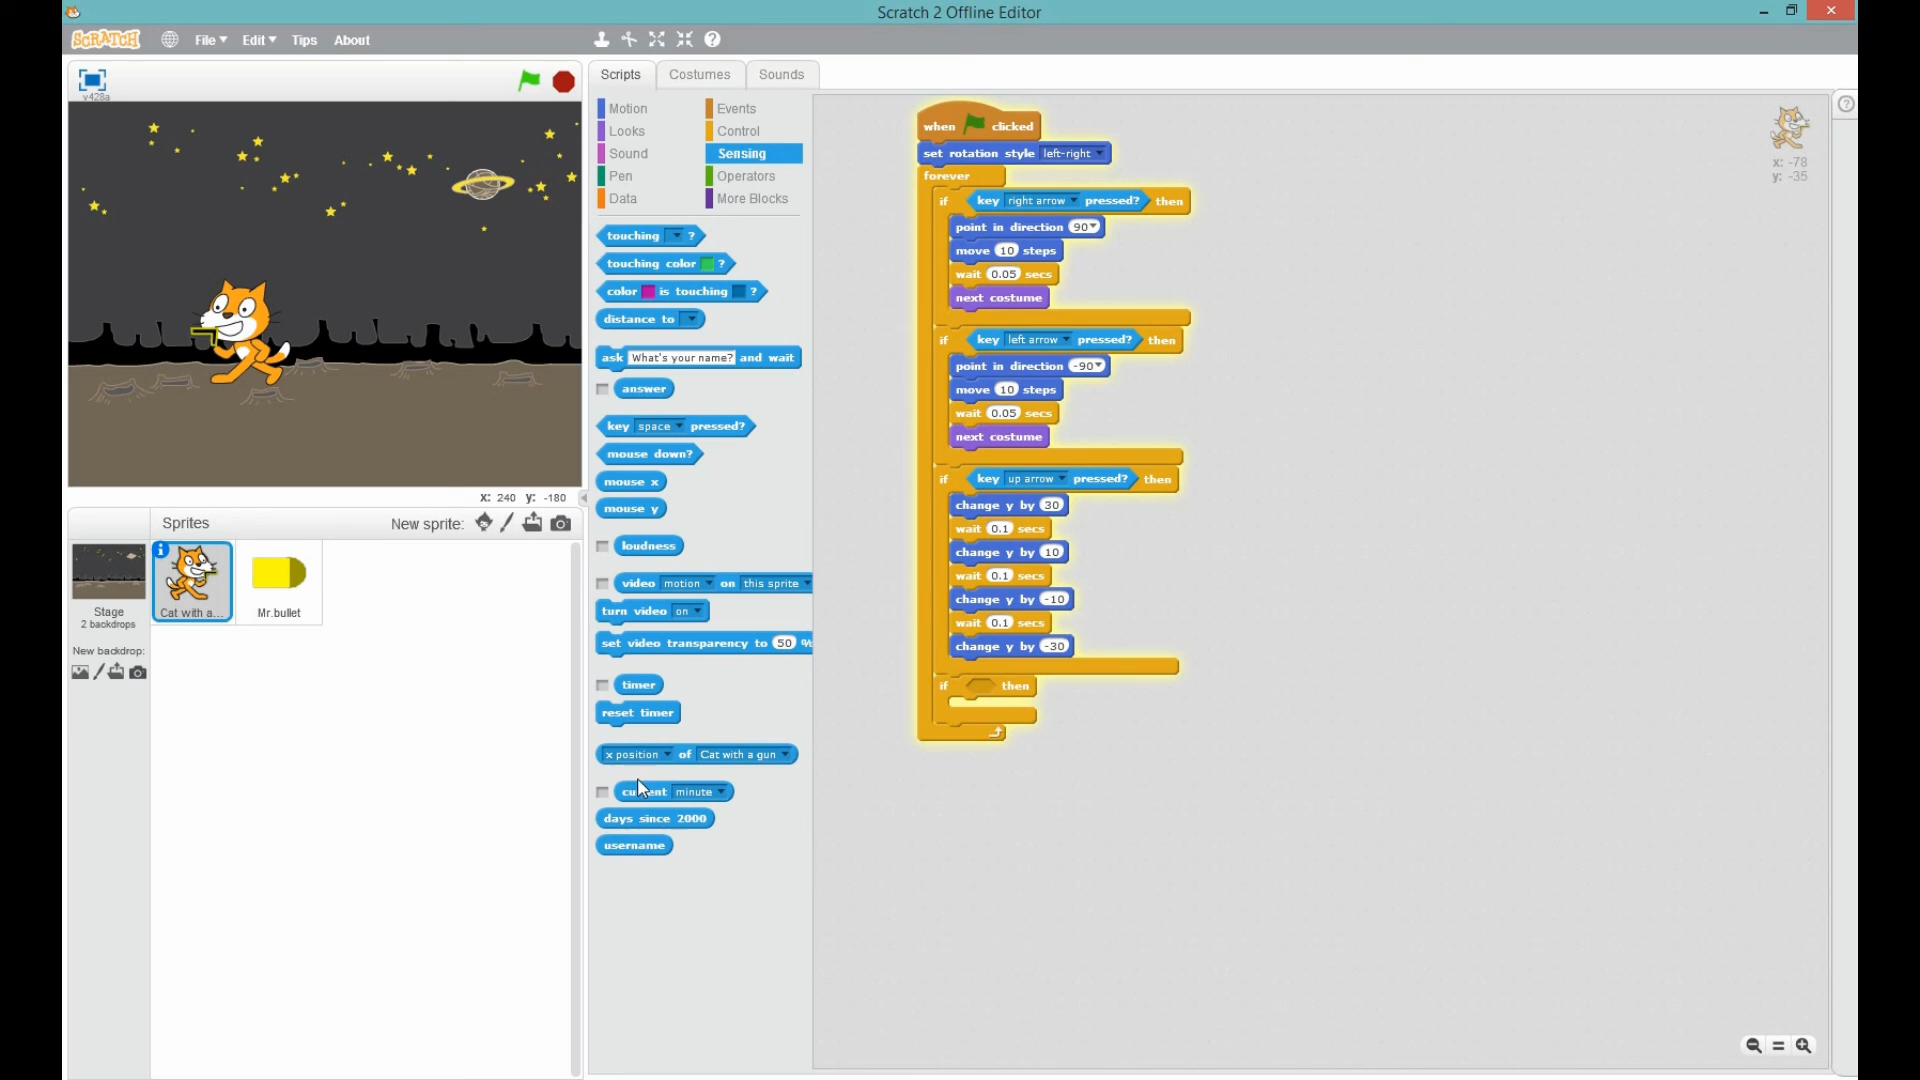 Scratch 2 Offline Editor
SCRATCH File Edit Tips About
v428a
Scripts Costumes Sounds
Motion Events
Looks Control
Sound Sensing
Pen Operators
Data More Blocks
touching ?
touching color ?
color is touching ?
distance to
ask What's your name? and wait
answer
key space pressed?
mouse down?
mouse x
mouse y
loudness
video motion on this sprite
turn video on
set video transparency to 50 %
timer
reset timer
x position of Cat with a gun
current minute
days since 2000
username
when clicked
set rotation style left-right
forever
if key right arrow pressed? then
point in direction 90
move 10 steps
wait 0.05 secs
next costume
if key left arrow pressed? then
point in direction -90
move 10 steps
wait 0.05 secs
next costume
if key up arrow pressed? then
change y by 30
wait 0.1 secs
change y by 10
wait 0.1 secs
change y by -10
wait 0.1 secs
change y by -30
if then
x: -78
y: -35
x: 240 y: -180
Sprites New sprite:
Stage
2 backdrops
New backdrop:
Cat with a...
Mr.bullet